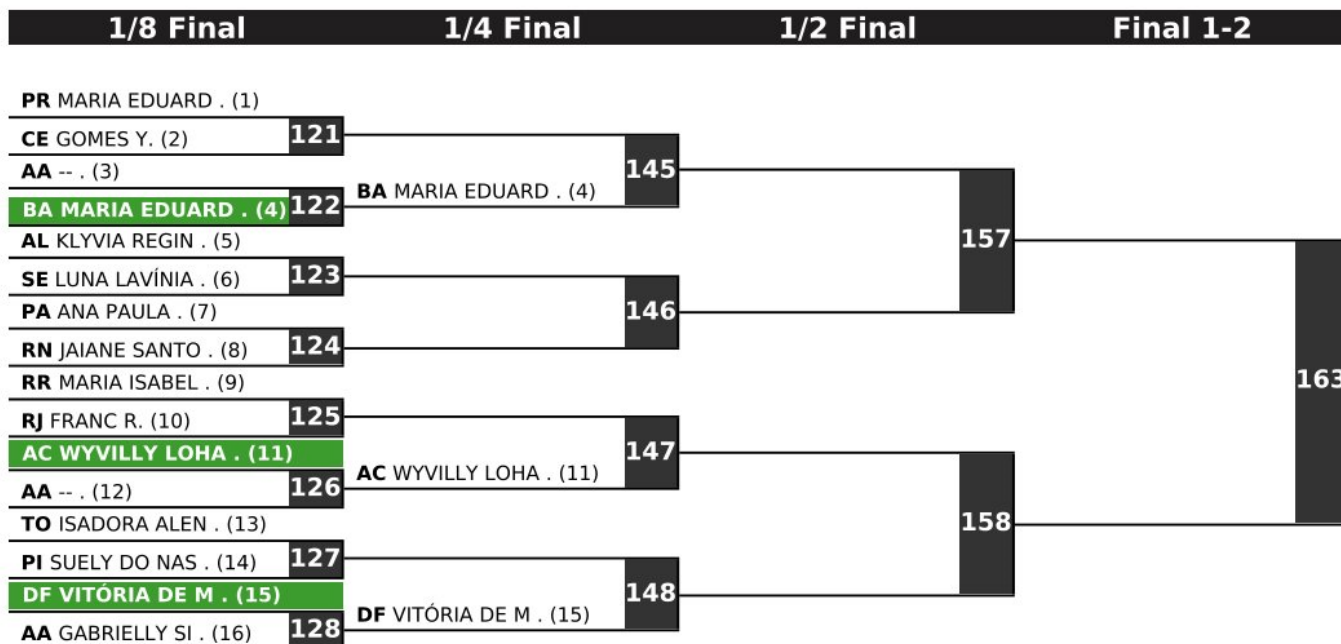 1/8 Final 1/4 Final 1/2 Final Final 1-2
PR MARIA EDUARD . (1)
121
CE GOMES Y. (2)
AA -- . (3)
122
BA MARIA EDUARD . (4)
AL KLYVIA REGIN . (5)
123
SE LUNA LAVÍNIA . (6)
PA ANA PAULA . (7)
124
RN JAIANE SANTO . (8)
RR MARIA ISABEL . (9)
125
RJ FRANC R. (10)
AC WYVILLY LOHA . (11)
126
AA -- . (12)
TO ISADORA ALEN . (13)
127
PI SUELY DO NAS . (14)
DF VITÓRIA DE M . (15)
128
AA GABRIELLY SI . (16)
145
BA MARIA EDUARD . (4)
146
147
AC WYVILLY LOHA . (11)
148
DF VITÓRIA DE M . (15)
157
158
163